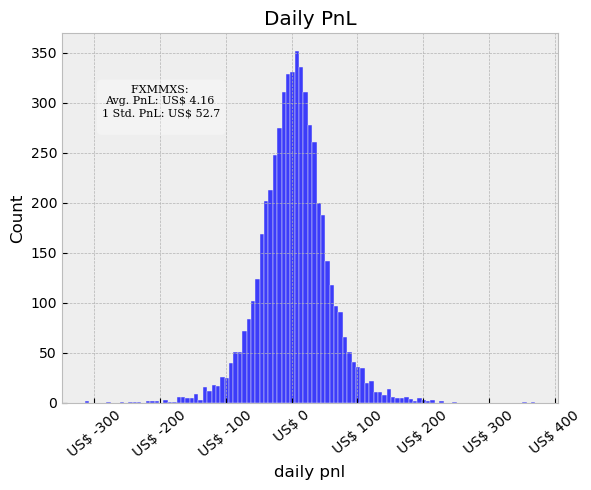 Daily PnL
FXMMXS:
Avg. PnL: US$ 4.16
1 Std. PnL: US$ 52.7
Count
350
300
250
200
150
100
50
0
US$ -300
US$ -200
US$ -100
US$ 0
US$ 100
US$ 200
US$ 300
US$ 400
daily pnl